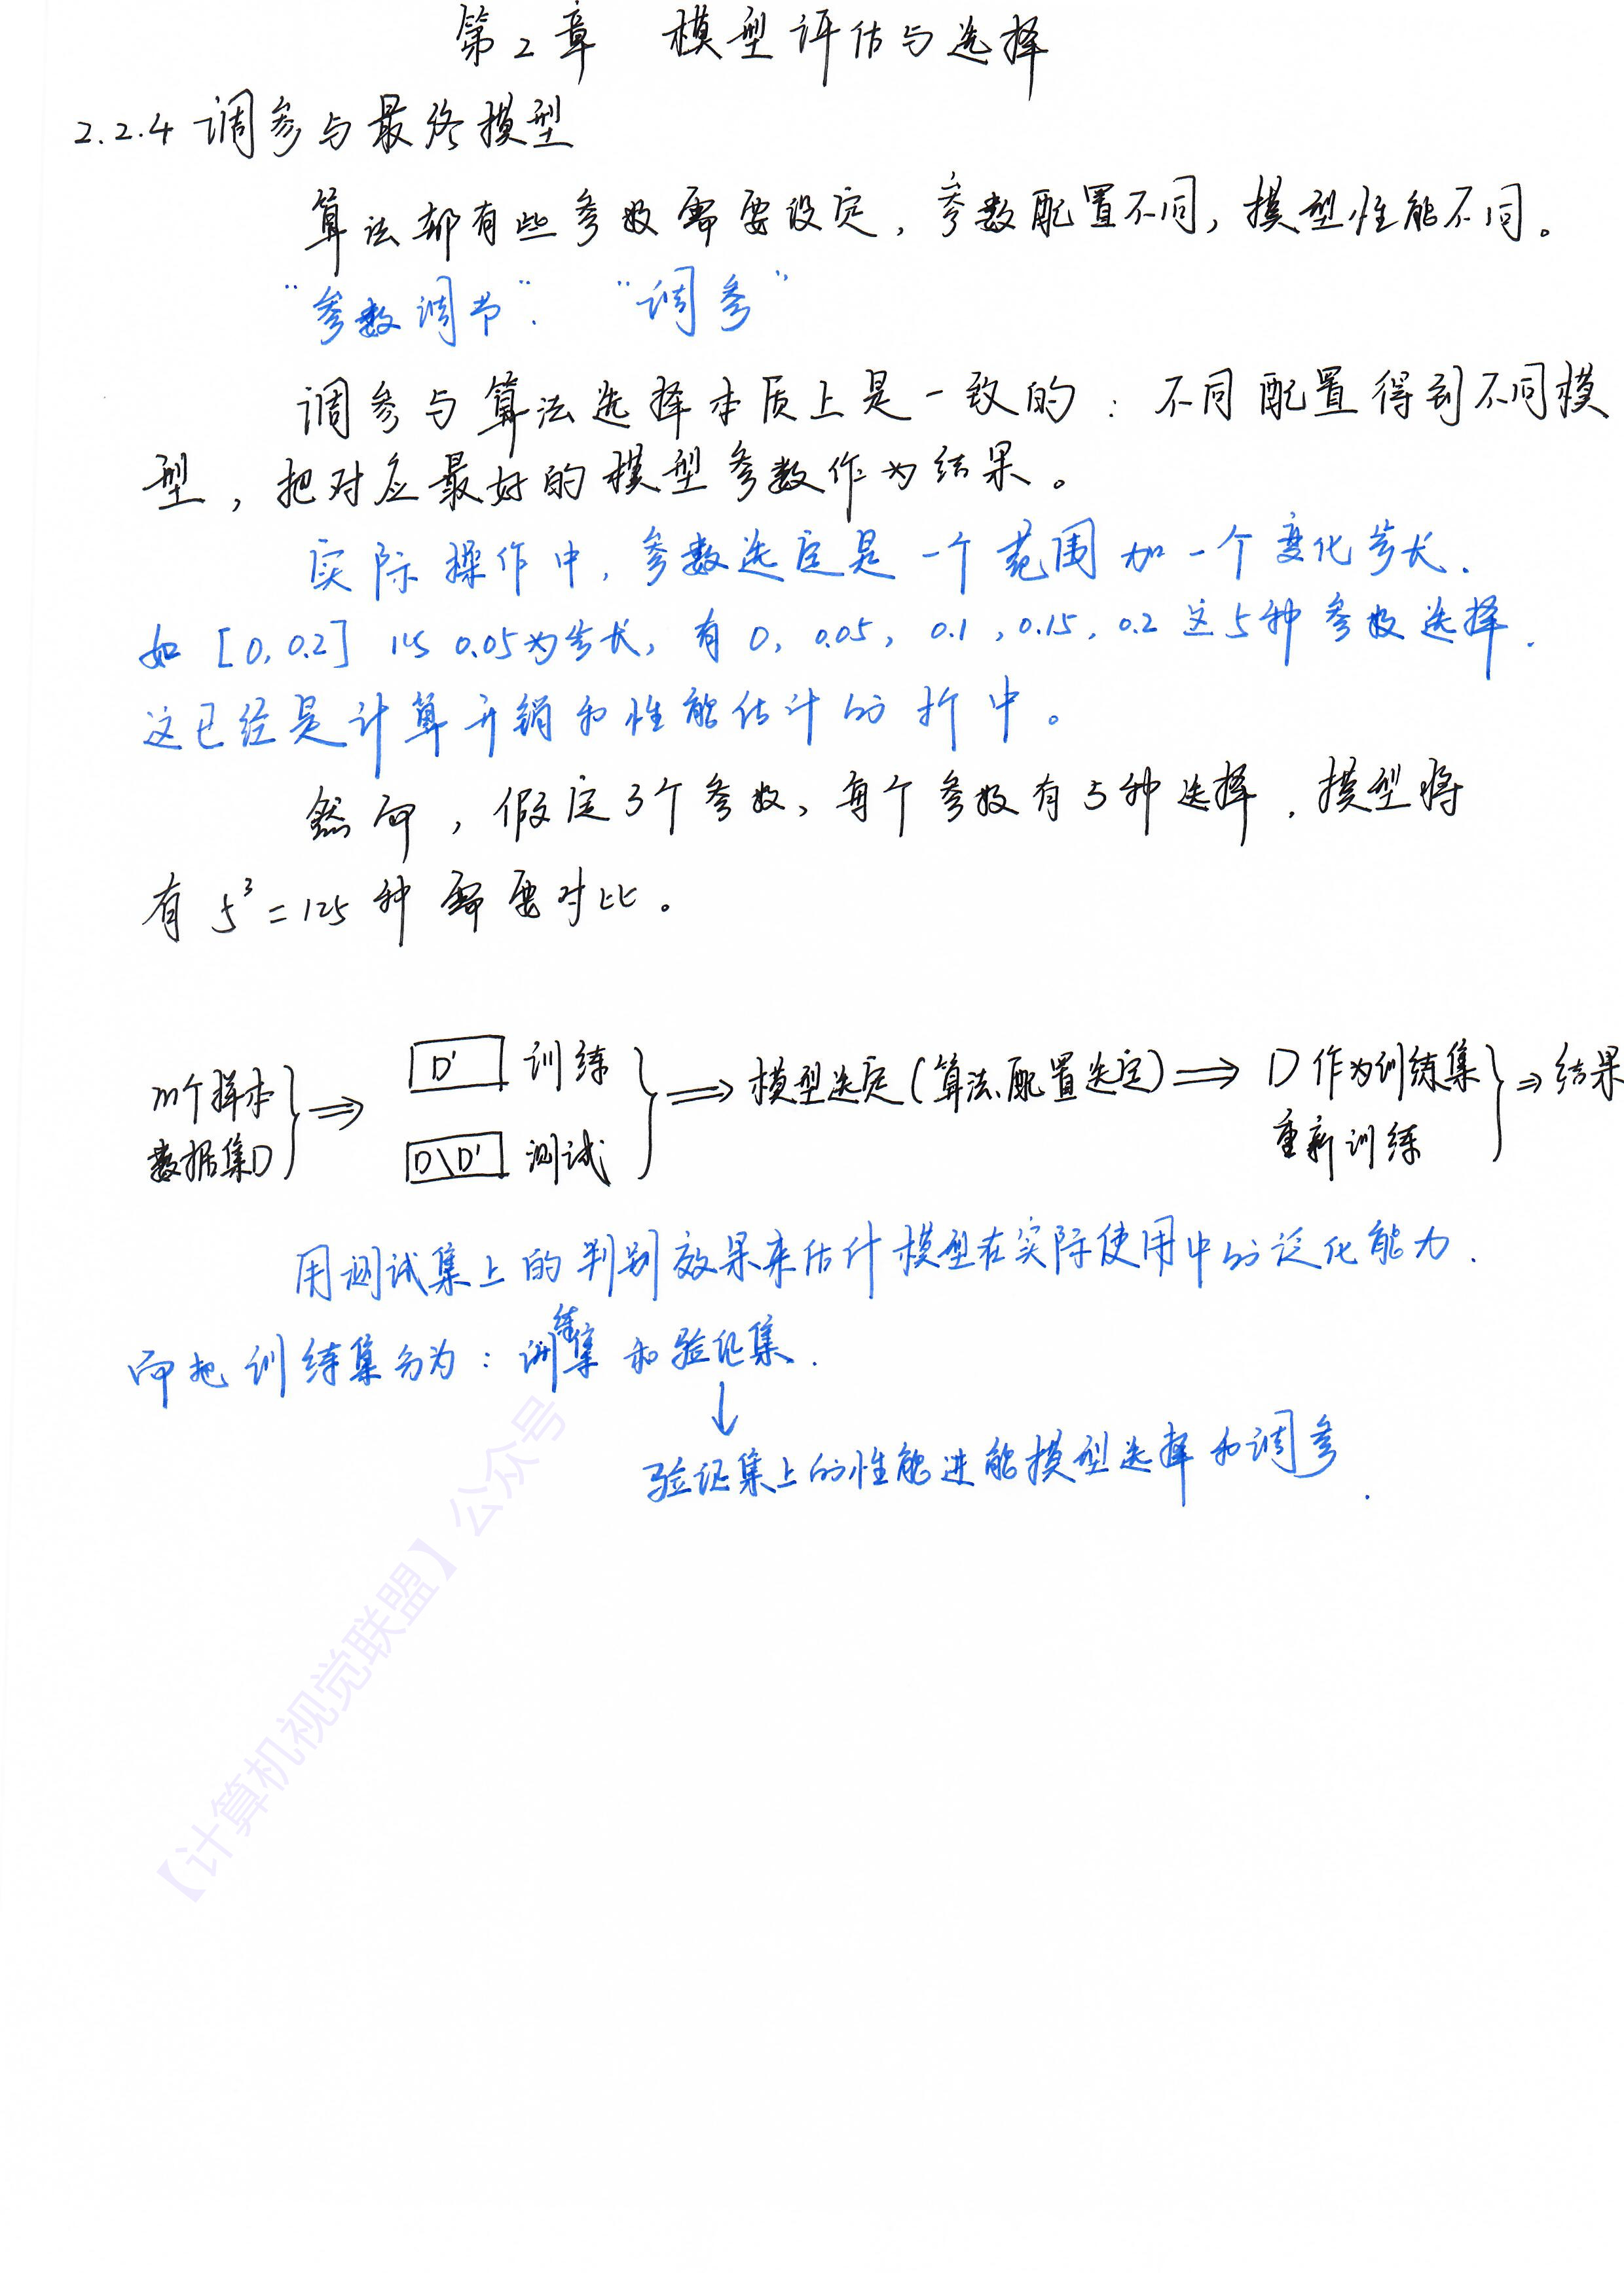 第2章 模型评估与选择
2.2.4 调参与最终模型
算法都有些参数需要设定，参数配置不同，模型性能不同。
“参数调节”. “调参”
调参与算法选择本质上是一致的：不同配置得到不同模
型，把对应最好的模型参数作为结果。
实际操作中，参数选定是一个范围加一个变化步长.
如 [0, 0.2] 以 0.05为步长，有 0, 0.05, 0.1, 0.15, 0.2 这5种参数选择.
这已经是计算开销和性能估计的折中。
然而，假定3个参数，每个参数有5种选择. 模型将
有 5³=125 种需要对比。
m个样本
数据集D
D' 训练
D\D' 测试
⇒ 模型选定(算法、配置选定) ⇒ D作为训练集
重新训练
⇒ 结果
用测试集上的判别效果来估计模型在实际使用中的泛化能力.
而把训练集分为：训练集和验证集.
↓
验证集上的性能进能模型选择和调参.
【计算机视觉联盟】公众号